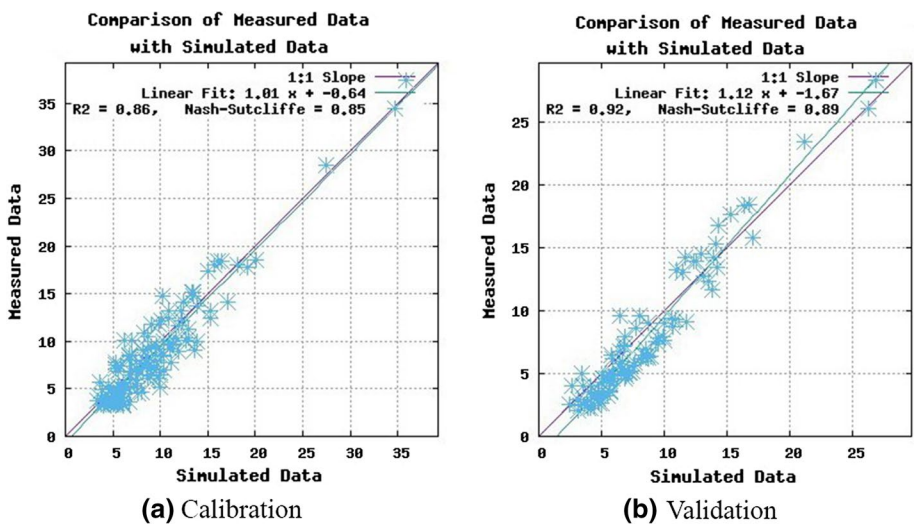 Comparison of Measured Data
with Simulated Data
1:1 Slope
Linear Fit: 1.01 x + -0.64
R2 = 0.86, Nash-Sutcliffe = 0.85
Measured Data
35
30
25
20
15
10
5
0
0 5 10 15 20 25 30 35
Simulated Data
(a) Calibration
Comparison of Measured Data
with Simulated Data
1:1 Slope
Linear Fit: 1.12 x + -1.67
R2 = 0.92, Nash-Sutcliffe = 0.89
Measured Data
25
20
15
10
5
0
0 5 10 15 20 25
Simulated Data
(b) Validation